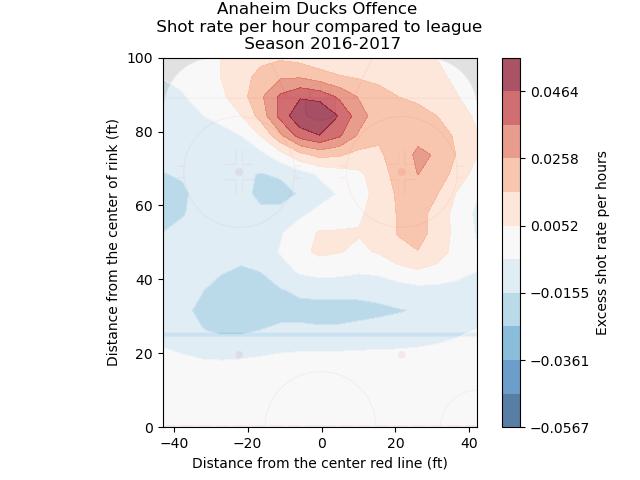 Anaheim Ducks Offence
Shot rate per hour compared to league
Season 2016-2017
100
80
60
40
20
0
−40
−20
0
20
40
Distance from the center of rink (ft)
Distance from the center red line (ft)
0.0464
0.0258
0.0052
−0.0155
−0.0361
−0.0567
Excess shot rate per hours